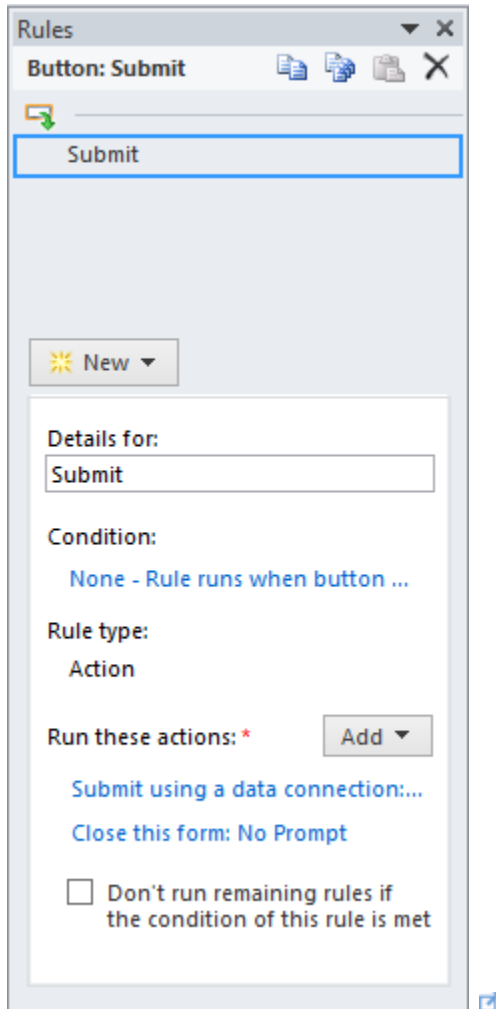 Rules
Button: Submit
Submit
New
Details for:
Submit
Condition:
None - Rule runs when button ...
Rule type:
Action
Run these actions: *
Add
Submit using a data connection:...
Close this form: No Prompt
Don't run remaining rules if
the condition of this rule is met